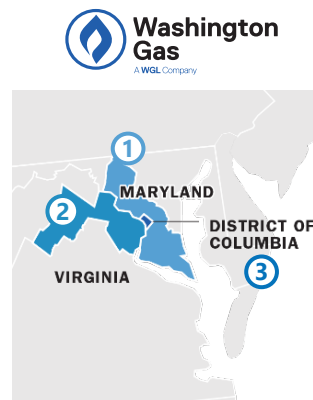 Washington
Gas
A WGL Company
1
MARYLAND
2
DISTRICT OF
COLUMBIA
3
VIRGINIA